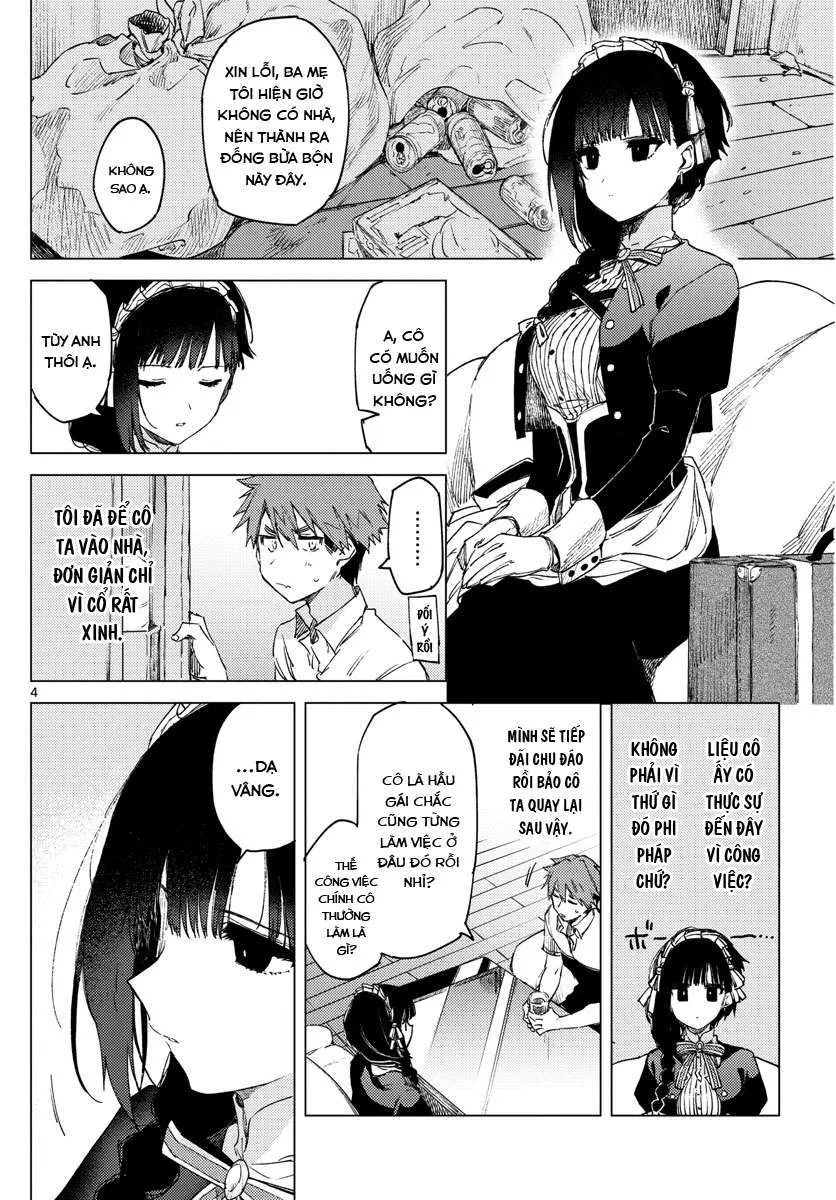 XIN LỖI, BA MẸ
TÔI HIỆN GIỜ
KHÔNG CÓ NHÀ,
NÊN THÀNH RA
ĐỐNG BỪA BỘN
NÀY ĐÂY.
KHÔNG
SAO Ạ.
A, CÔ
CÓ MUỐN
UỐNG GÌ
KHÔNG?
TÙY ANH
THÔI Ạ.
........
ĐỔI
Ý RỒI
TÔI ĐÃ ĐỂ CÔ
TA VÀO NHÀ,
ĐƠN GIẢN CHỈ
VÌ CỔ RẤT
XINH.
4
LIỆU CÔ
ẤY CÓ
THỰC SỰ
ĐẾN ĐÂY
VÌ CÔNG
VIỆC?
KHÔNG
PHẢI VÌ
THỨ GÌ
ĐÓ PHI
PHÁP
CHỨ?
ボー
MÌNH SẼ TIẾP
ĐÃI CHU ĐÁO
RỒI BẢO CÔ
TA QUAY LẠI
SAU VẬY.
CÔ LÀ HẦU
GÁI CHẮC
CŨNG TỪNG
LÀM VIỆC Ở
ĐÂU ĐÓ RỒI
NHỈ?
THẾ
CÔNG VIỆC
CHÍNH CÔ
THƯỜNG
LÀM LÀ
GÌ?
...DẠ
VÂNG.